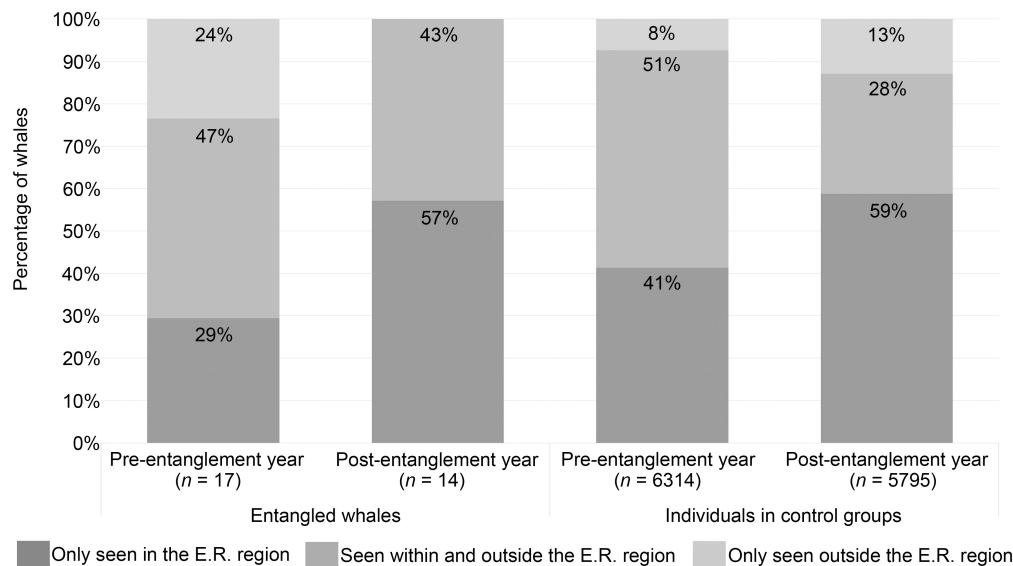 100%
90%
80%
70%
60%
50%
40%
30%
20%
10%
0%
Percentage of whales
24%
47%
29%
43%
57%
8%
51%
41%
13%
28%
59%
Pre-entanglement year
(n = 17)
Post-entanglement year
(n = 14)
Pre-entanglement year
(n = 6314)
Post-entanglement year
(n = 5795)
Entangled whales
Individuals in control groups
Only seen in the E.R. region
Seen within and outside the E.R. region
Only seen outside the E.R. region